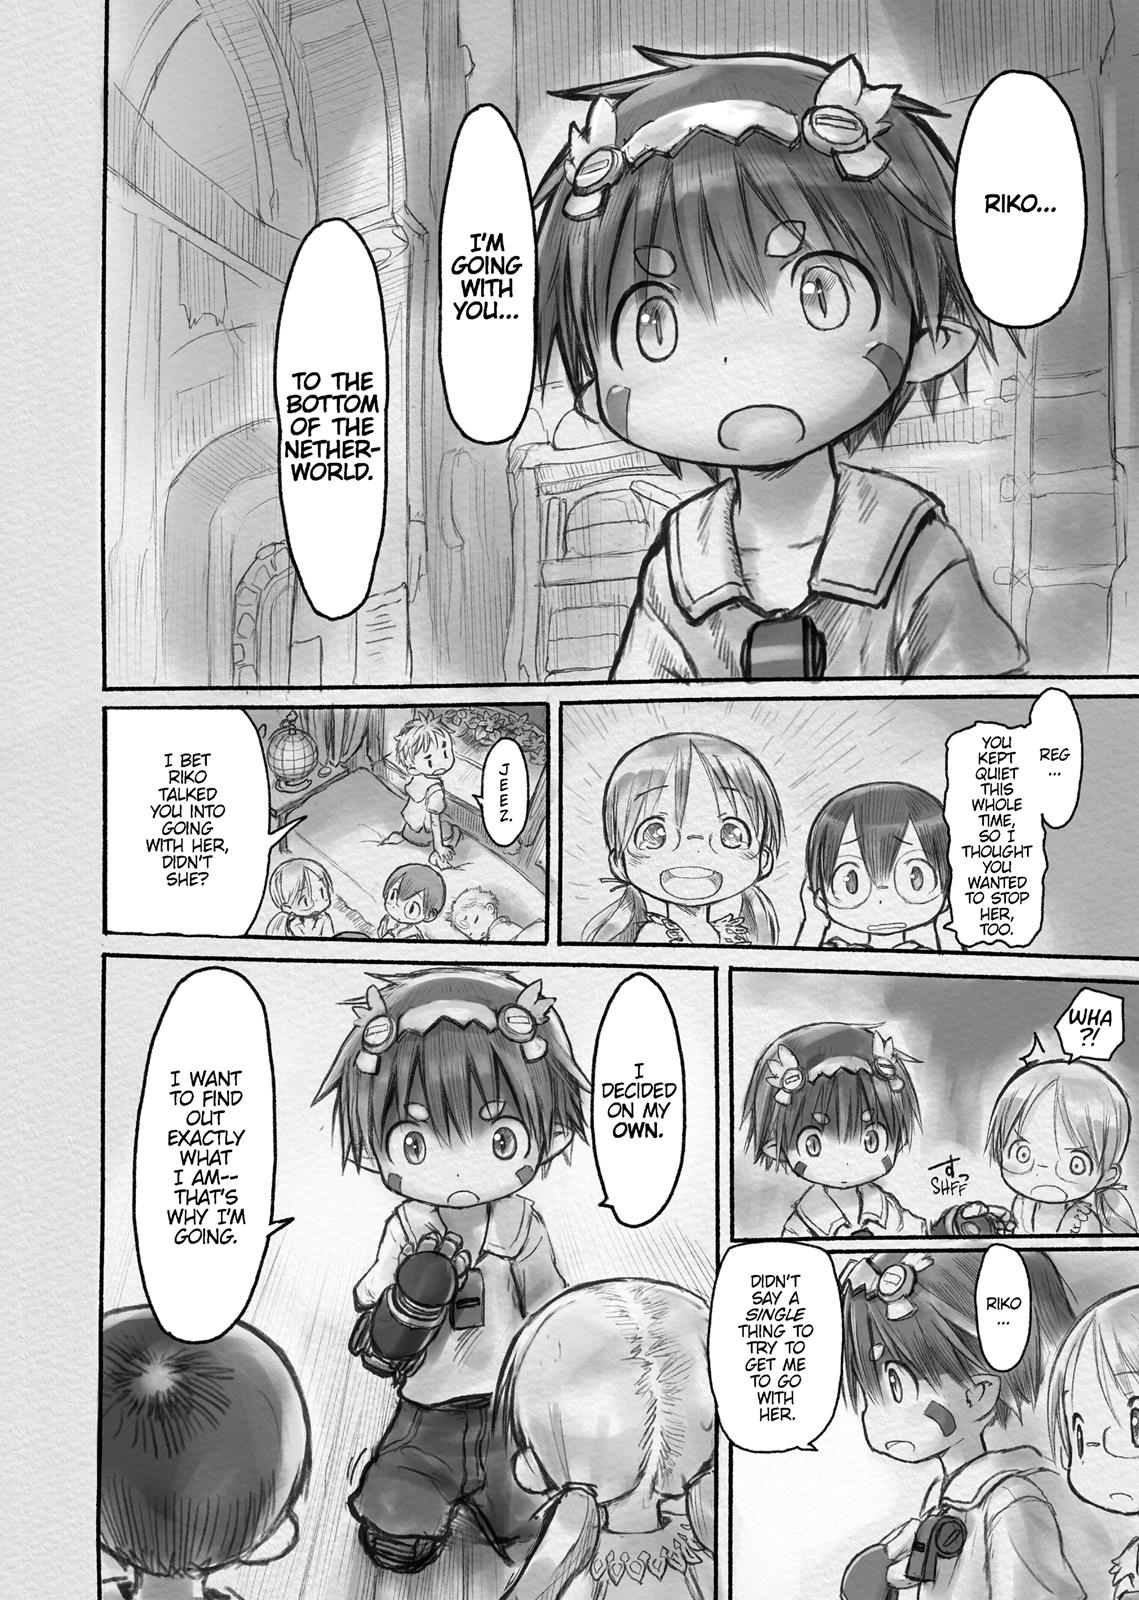 RIKO...
I'M
GOING
WITH
YOU...
TO THE
BOTTOM
OF THE
NETHER-
WORLD.
REG
...
YOU
KEPT
QUIET
THIS
WHOLE
TIME,
SO I
THOUGHT
YOU
WANTED
TO STOP
HER,
TOO.
JEEZ.
I BET
RIKO
TALKED
YOU INTO
GOING
WITH HER,
DIDN'T
SHE?
WHA
?!
すっ
SHFF
RIKO
...
DIDN'T
SAY A
SINGLE
THING TO
TRY TO
GET ME
TO GO
WITH
HER.
I
DECIDED
ON MY
OWN.
I WANT
TO FIND
OUT
EXACTLY
WHAT
I AM--
THAT'S
WHY I'M
GOING.